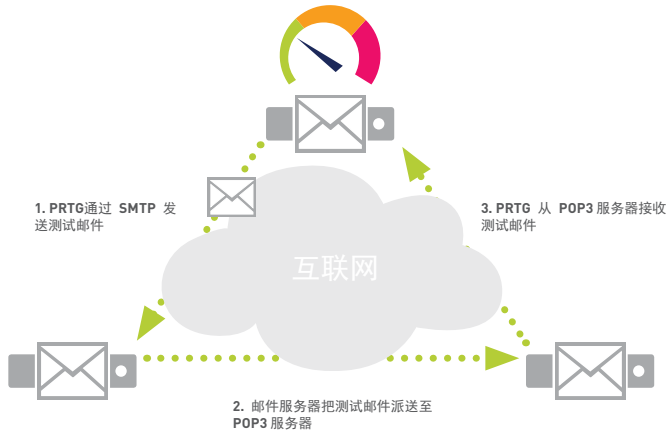 1. PRTG通过 SMTP 发
送测试邮件
3. PRTG 从 POP3 服务器接收
测试邮件
互联网
2. 邮件服务器把测试邮件派送至
POP3 服务器